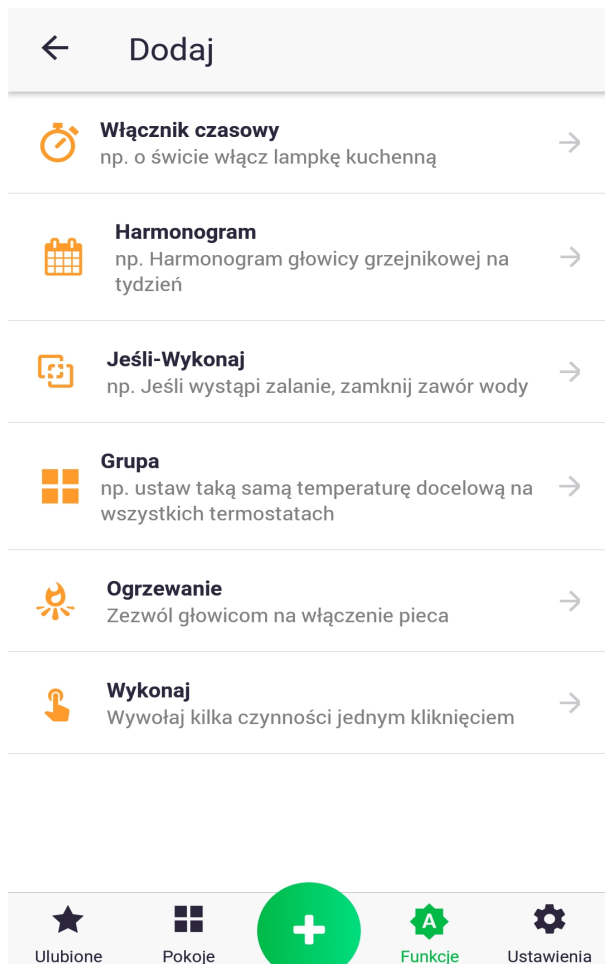 Dodaj
Włącznik czasowy
np. o świcie włącz lampkę kuchenną
Harmonogram
np. Harmonogram głowicy grzejnikowej na
tydzień
Jeśli-Wykonaj
np. Jeśli wystąpi zalanie, zamknij zawór wody
Grupa
np. ustaw taką samą temperaturę docelową na
wszystkich termostatach
Ogrzewanie
Zezwól głowicom na włączenie pieca
Wykonaj
Wywołaj kilka czynności jednym kliknięciem
A
Ulubione
Pokoje
Funkcje
Ustawienia